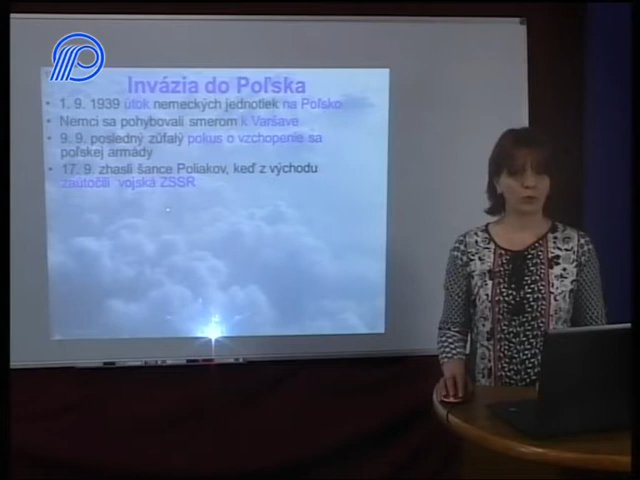 Invázia do Poľska
• 1. 9. 1939 útok nemeckých jednotiek na Poľsko
• Nemci sa pohybovali smerom k Varšave
• 9. 9. posledný zúfalý pokus o vzchopenie sa
poľskej armády
• 17. 9. zhasli šance Poliakov, keď z východu
zaútočili vojská ZSSR